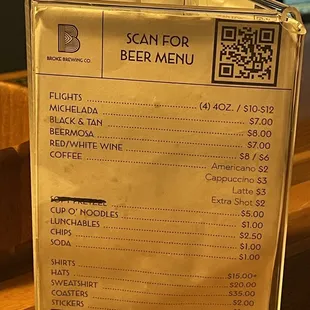 B
BROKE BREWING CO.
SCAN FOR
BEER MENU
FLIGHTS (4) 4OZ. / $10-$12
MICHELADA $7.00
BLACK & TAN $8.00
BEERMOSA $7.00
RED/WHITE WINE $8 / $6
COFFEE Americano $2
Cappuccino $3
Latte $3
Extra Shot $2
$5.00
CUP O' NOODLES $1.00
LUNCHABLES $2.50
CHIPS $1.00
SODA $1.00
SHIRTS $15.00+
HATS $20.00
SWEATSHIRT $35.00
COASTERS $2.00
STICKERS